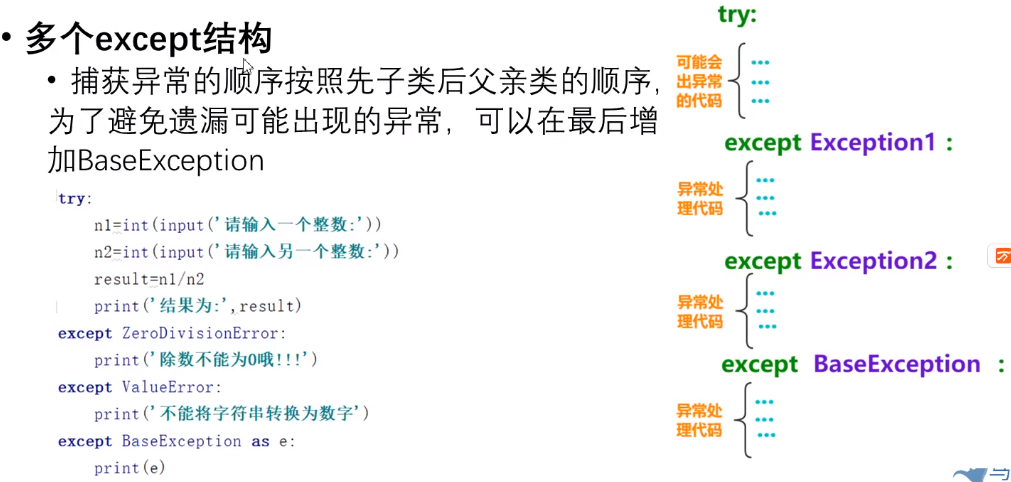 • 多个except结构
• 捕获异常的顺序按照先子类后父亲类的顺序,
为了避免遗漏可能出现的异常，可以在最后增
加BaseException
try:
    n1=int(input('请输入一个整数:'))
    n2=int(input('请输入另一个整数:'))
    result=n1/n2
    print('结果为:',result)
except ZeroDivisionError:
    print('除数不能为0哦!!!')
except ValueError:
    print('不能将字符串转换为数字')
except BaseException as e:
    print(e)
try:
可能会
出异常
的代码
...
...
...
except Exception1 :
异常处
理代码
...
...
...
except Exception2 :
异常处
理代码
...
...
...
except BaseException :
异常处
理代码
...
...
...